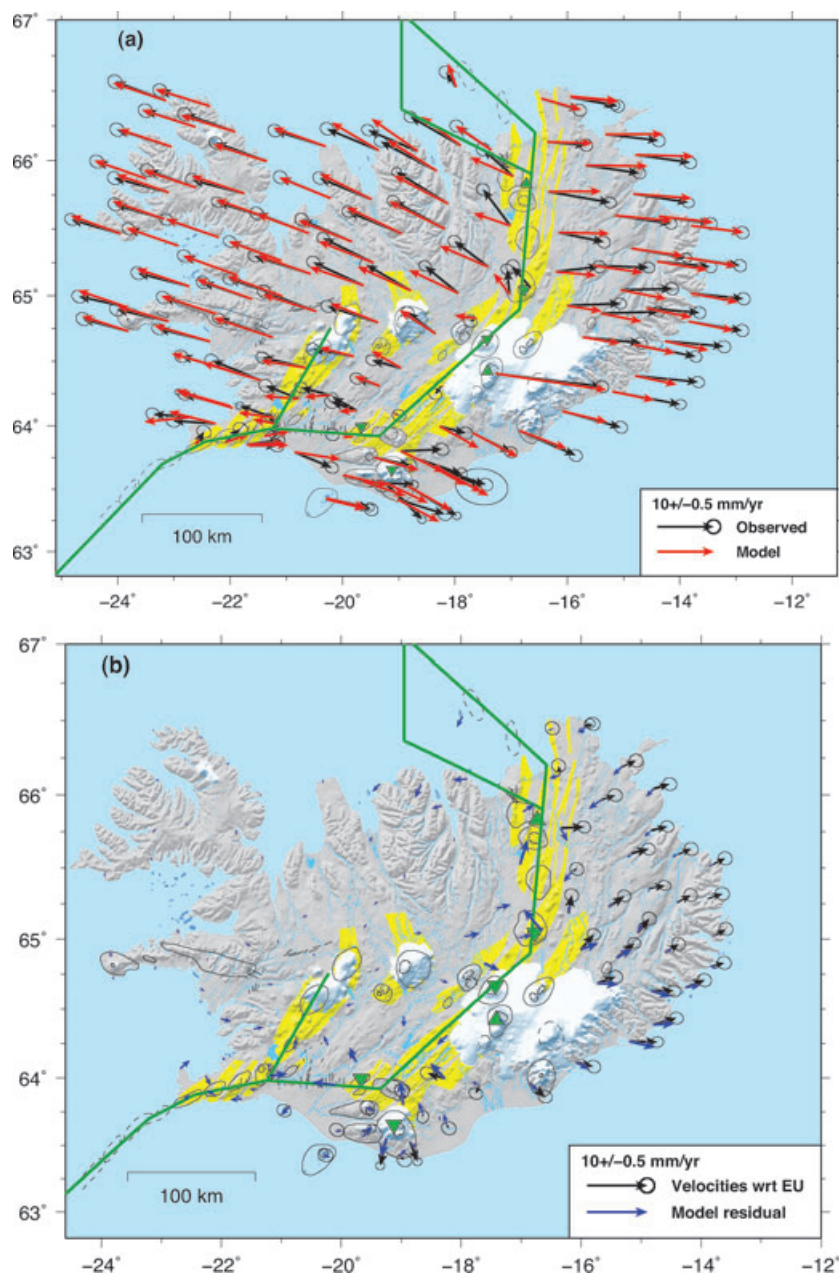 67°
(a)
66°
65°
64°
63°
100 km
10+/−0.5 mm/yr
Observed
Model
−24° −22° −20° −18° −16° −14° −12°
67°
(b)
66°
65°
64°
63°
100 km
10+/−0.5 mm/yr
Velocities wrt EU
Model residual
−24° −22° −20° −18° −16° −14° −12°